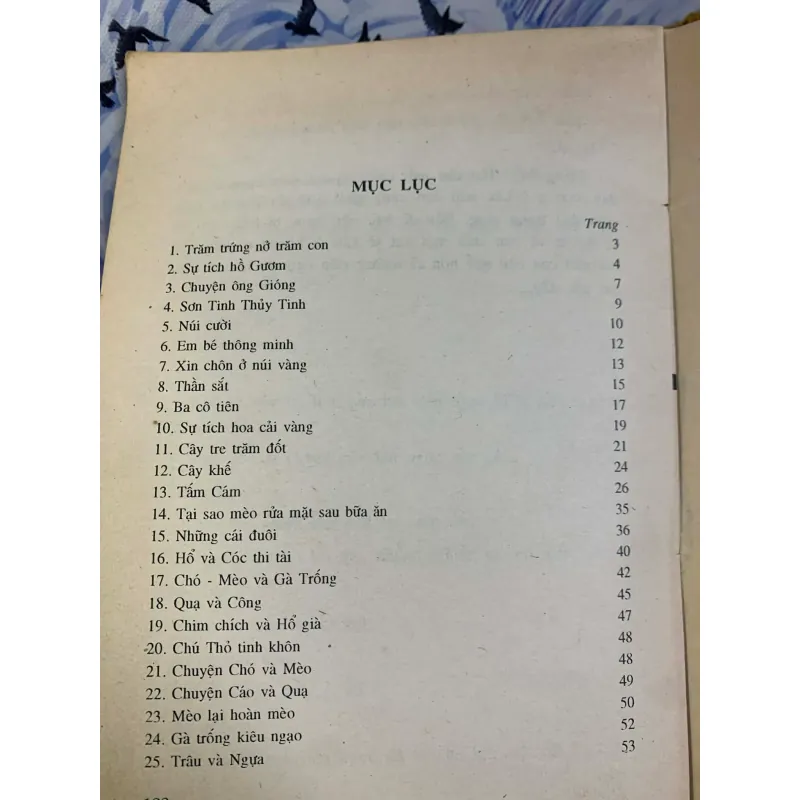 MỤC LỤC
Trang
1. Trăm trứng nở trăm con 3
2. Sự tích hồ Gươm 4
3. Chuyện ông Gióng 7
4. Sơn Tinh Thủy Tinh 9
5. Núi cười 10
6. Em bé thông minh 12
7. Xin chôn ở núi vàng 13
8. Thần sắt 15
9. Ba cô tiên 17
10. Sự tích hoa cải vàng 19
11. Cây tre trăm đốt 21
12. Cây khế 24
13. Tấm Cám 26
14. Tại sao mèo rửa mặt sau bữa ăn 35
15. Những cái đuôi 36
16. Hổ và Cóc thi tài 40
17. Chó - Mèo và Gà Trống 42
18. Quạ và Công 45
19. Chim chích và Hổ già 47
20. Chú Thỏ tinh khôn 48
21. Chuyện Chó và Mèo 48
22. Chuyện Cáo và Quạ 49
23. Mèo lại hoàn mèo 50
24. Gà trống kiêu ngạo 52
25. Trâu và Ngựa 53